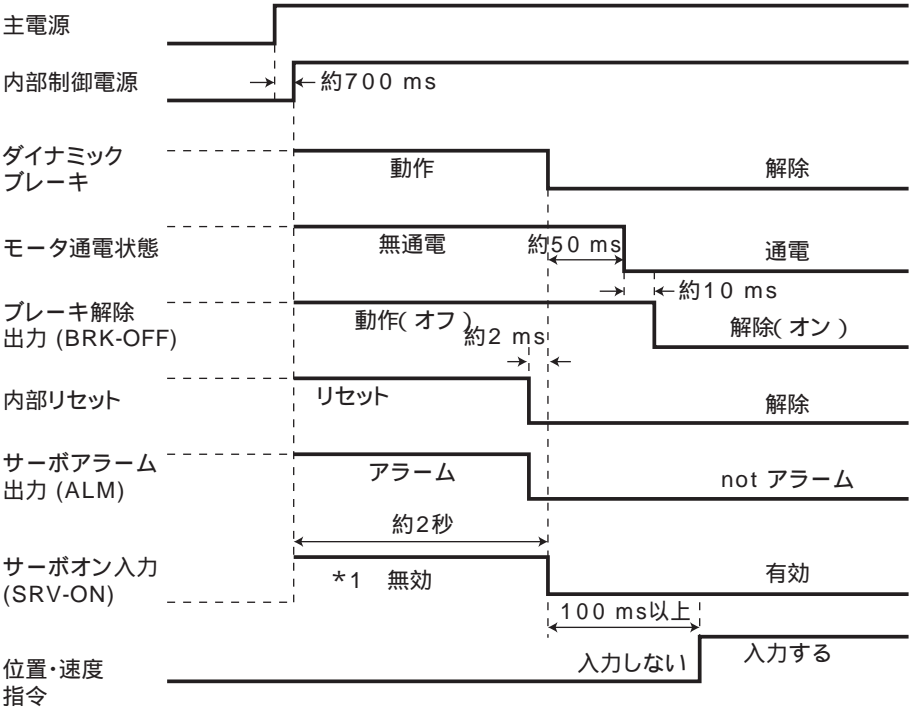 主電源
内部制御電源
約700 ms
ダイナミック
ブレーキ
動作
解除
モータ通電状態
無通電
約50 ms
通電
約10 ms
ブレーキ解除
出力 (BRK-OFF)
動作(オフ)
約2 ms
解除(オン)
内部リセット
リセット
解除
サーボアラーム
出力 (ALM)
アラーム
not アラーム
約2秒
サーボオン入力
(SRV-ON)
*1 無効
有効
100 ms以上
位置・速度
指令
入力しない
入力する